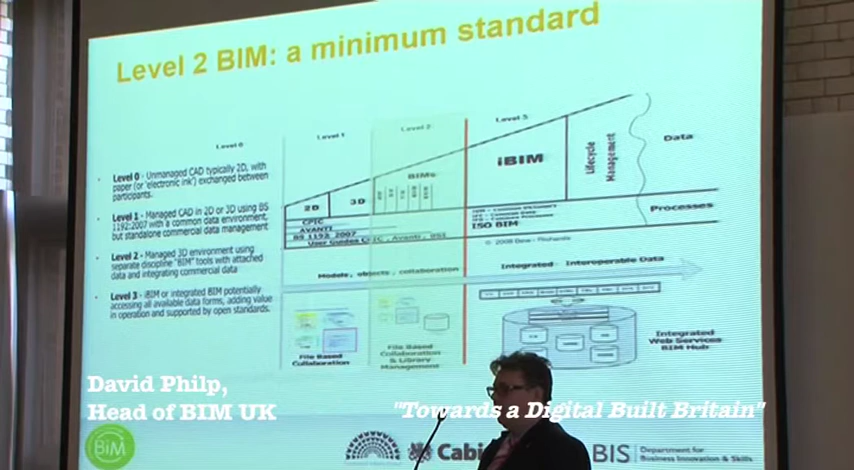 Level 2 BIM: a minimum standard
Level 0
Level 1
Level 2
Level 3
Level 0 - Unmanaged CAD typically 2D, with
paper (or 'electronic ink') exchanged between
participants.
Level 1 - Managed CAD in 2D or 3D using BS
1192:2007 with a common data environment,
but standalone commercial data management
Level 2 - Managed 3D environment using
separate discipline "BIM" tools with attached
data and integrating commercial data
Level 3 - iBIM or integrated BIM potentially
accessing all available data forms, adding value
in operation and supported by open standards.
2D
3D
BIMs
iBIM
Lifecycle
Management
Data
Processes
CPIC
AVANTI
BS 1192:2007
User Guides CPIC, Avanti, BSI
ISO BIM
© 2008 Bew - Richards
Models, objects, collaboration
Integrated, Interoperable Data
File Based
Collaboration
File Based
Collaboration
& Library
Management
Integrated
Web Services
BIM Hub
David Philp,
Head of BIM UK
"Towards a Digital Built Britain"
BIM
Cabi
BIS
Department for
Business Innovation & Skills